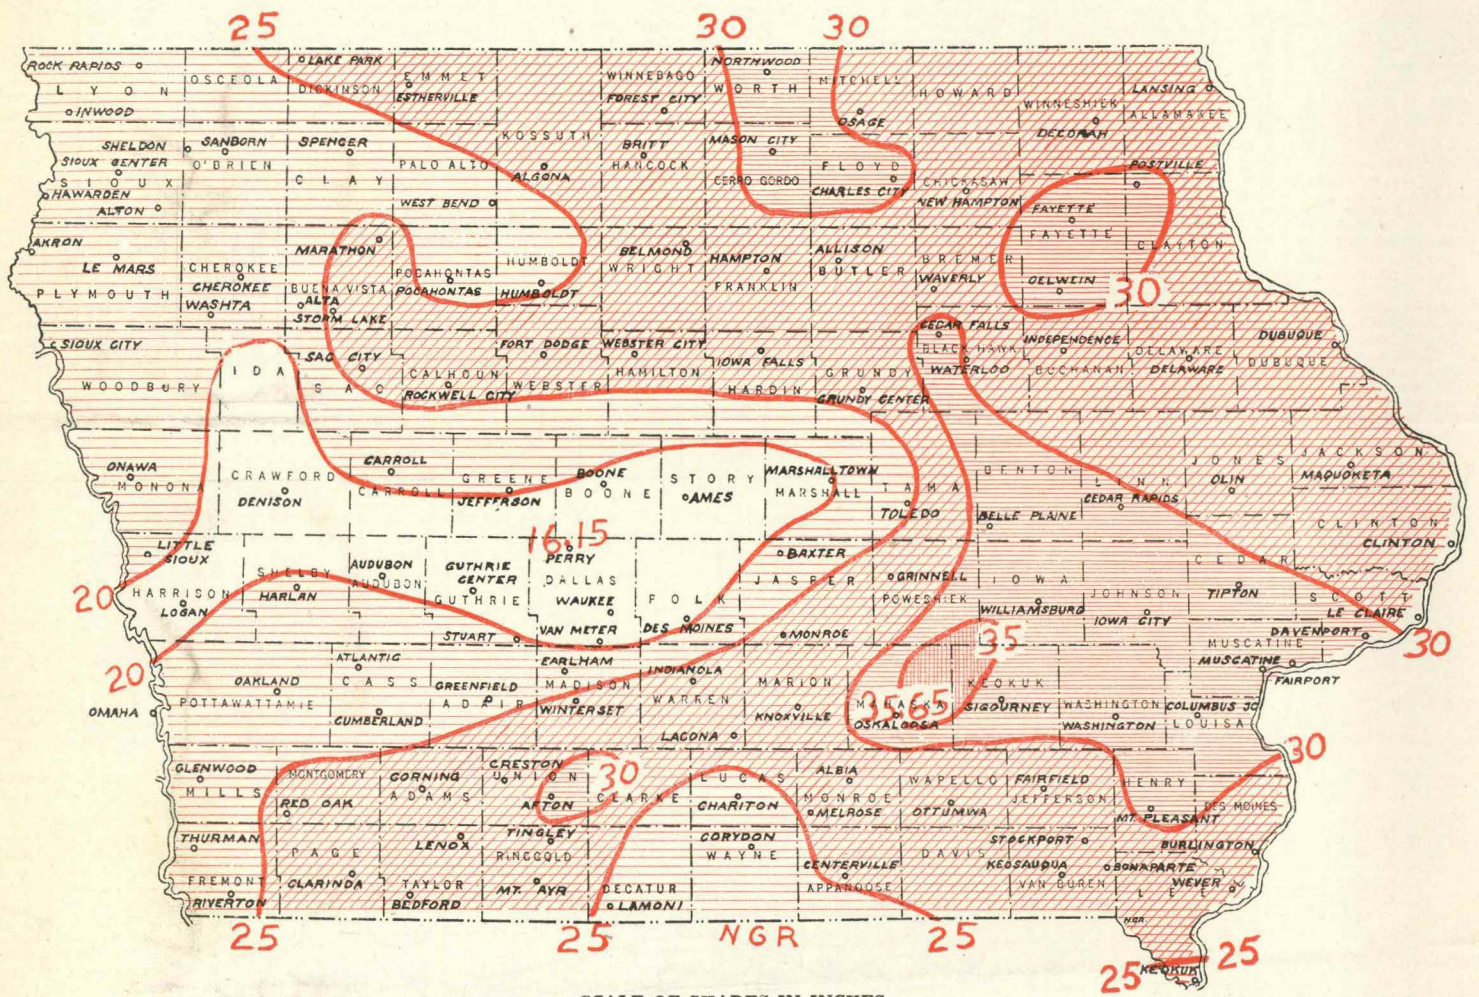 25 30 30
ROCK RAPIDS
OSCEOLA
LAKE PARK
EMMET
WINNEBAGO
NORTHWOOD
MITCHELL
HOWARD
LYON
DICKINSON
ESTHERVILLE
FOREST CITY
WORTH
WINNESHIEK
LANSING
ALLAMAKEE
INWOOD
OSAGE
DECORAH
SHELDON
SANBORN
SPENCER
KOSSUTH
BRITT
MASON CITY
SIOUX CENTER
O'BRIEN
PALO ALTO
HANCOCK
FLOYD
POSTVILLE
SIOUX
CLAY
ALGONA
CERRO GORDO
CHARLES CITY
CHICKASAW
HAWARDEN
WEST BEND
NEW HAMPTON
ALTON
FAYETTE
AKRON
MARATHON
BELMOND
ALLISON
FAYETTE
CLAYTON
LE MARS
CHEROKEE
POCAHONTAS
HUMBOLDT
WRIGHT
HAMPTON
BUTLER
BREMER
PLYMOUTH
CHEROKEE
BUENA VISTA
POCAHONTAS
HUMBOLDT
FRANKLIN
WAVERLY
OELWEIN
30
WASHTA
ALTA
STORM LAKE
CEDAR FALLS
SIOUX CITY
SAC CITY
FORT DODGE
WEBSTER CITY
IOWA FALLS
BLACK HAWK
INDEPENDENCE
DELAWARE
DUBUQUE
IDA
CALHOUN
HAMILTON
GRUNDY
WATERLOO
BUCHANAN
DELAWARE
DUBUQUE
WOODBURY
SAC
ROCKWELL CITY
WEBSTER
HARDIN
GRUNDY CENTER
ONAWA
MONONA
CRAWFORD
DENISON
CARROLL
CARROLL
GREENE
JEFFERSON
BOONE
BOONE
STORY
AMES
MARSHALLTOWN
MARSHALL
TAMA
TOLEDO
BENTON
BELLE PLAINE
LINN
CEDAR RAPIDS
JONES
OLIN
JACKSON
MAQUOKETA
CLINTON
CLINTON
LITTLE
SIOUX
16.15
PERRY
BAXTER
CEDAR
20
HARRISON
LOGAN
SHELBY
HARLAN
AUDUBON
AUDUBON
GUTHRIE
CENTER
GUTHRIE
DALLAS
WAUKEE
POLK
JASPER
GRINNELL
POWESHIEK
IOWA
WILLIAMSBURG
JOHNSON
IOWA CITY
TIPTON
SCOTT
LE CLAIRE
STUART
VAN METER
DES MOINES
MONROE
35
MUSCATINE
DAVENPORT
30
20
ATLANTIC
CASS
EARLHAM
INDIANOLA
MUSCATINE
FAIRPORT
OAKLAND
POTTAWATTAMIE
GREENFIELD
ADAIR
MADISON
WINTERSET
WARREN
MARION
MAHASKA
35.65
KEOKUK
SIGOURNEY
WASHINGTON
WASHINGTON
COLUMBUS JC
LOUISA
OMAHA
CUMBERLAND
KNOXVILLE
OSKALOOSA
LACONA
30
GLENWOOD
MILLS
MONTGOMERY
RED OAK
CORNING
ADAMS
CRESTON
UNION
AFTON
30
CLARKE
LUCAS
CHARITON
ALBIA
MONROE
MELROSE
WAPELLO
OTTUMWA
FAIRFIELD
JEFFERSON
HENRY
MT. PLEASANT
DES MOINES
THURMAN
PAGE
LENOX
TINGLEY
RINGGOLD
CORYDON
WAYNE
CENTERVILLE
APPANOOSE
DAVIS
STOCKPORT
KEOSAUQUA
VAN BUREN
BONAPARTE
BURLINGTON
FREMONT
RIVERTON
CLARINDA
TAYLOR
BEDFORD
MT. AYR
DECATUR
LAMONI
LEE
WEVER
N.G.R.
25 25 NGR 25 25
25 KEOKUK
SCALE OF SHADES IN INCHES